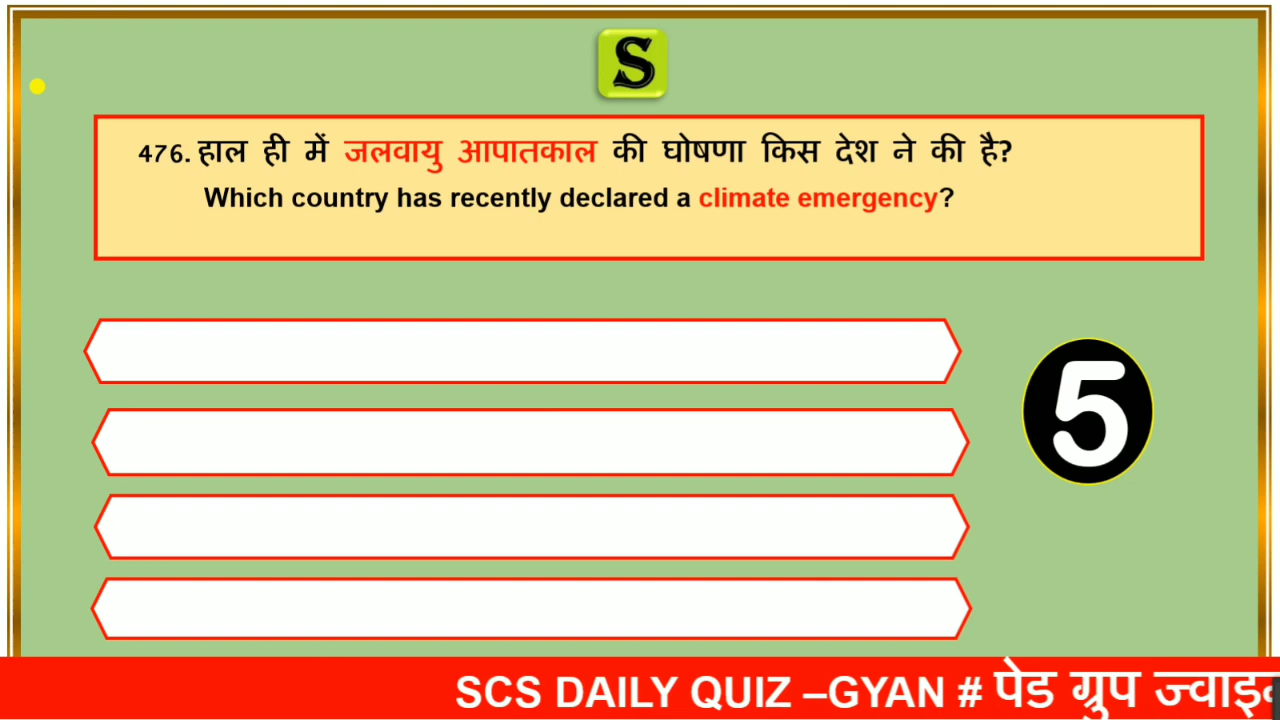 S
476. हाल ही में जलवायु आपातकाल की घोषणा किस देश ने की है?
Which country has recently declared a climate emergency?
5
SCS DAILY QUIZ –GYAN # पेड ग्रुप ज्वाइ